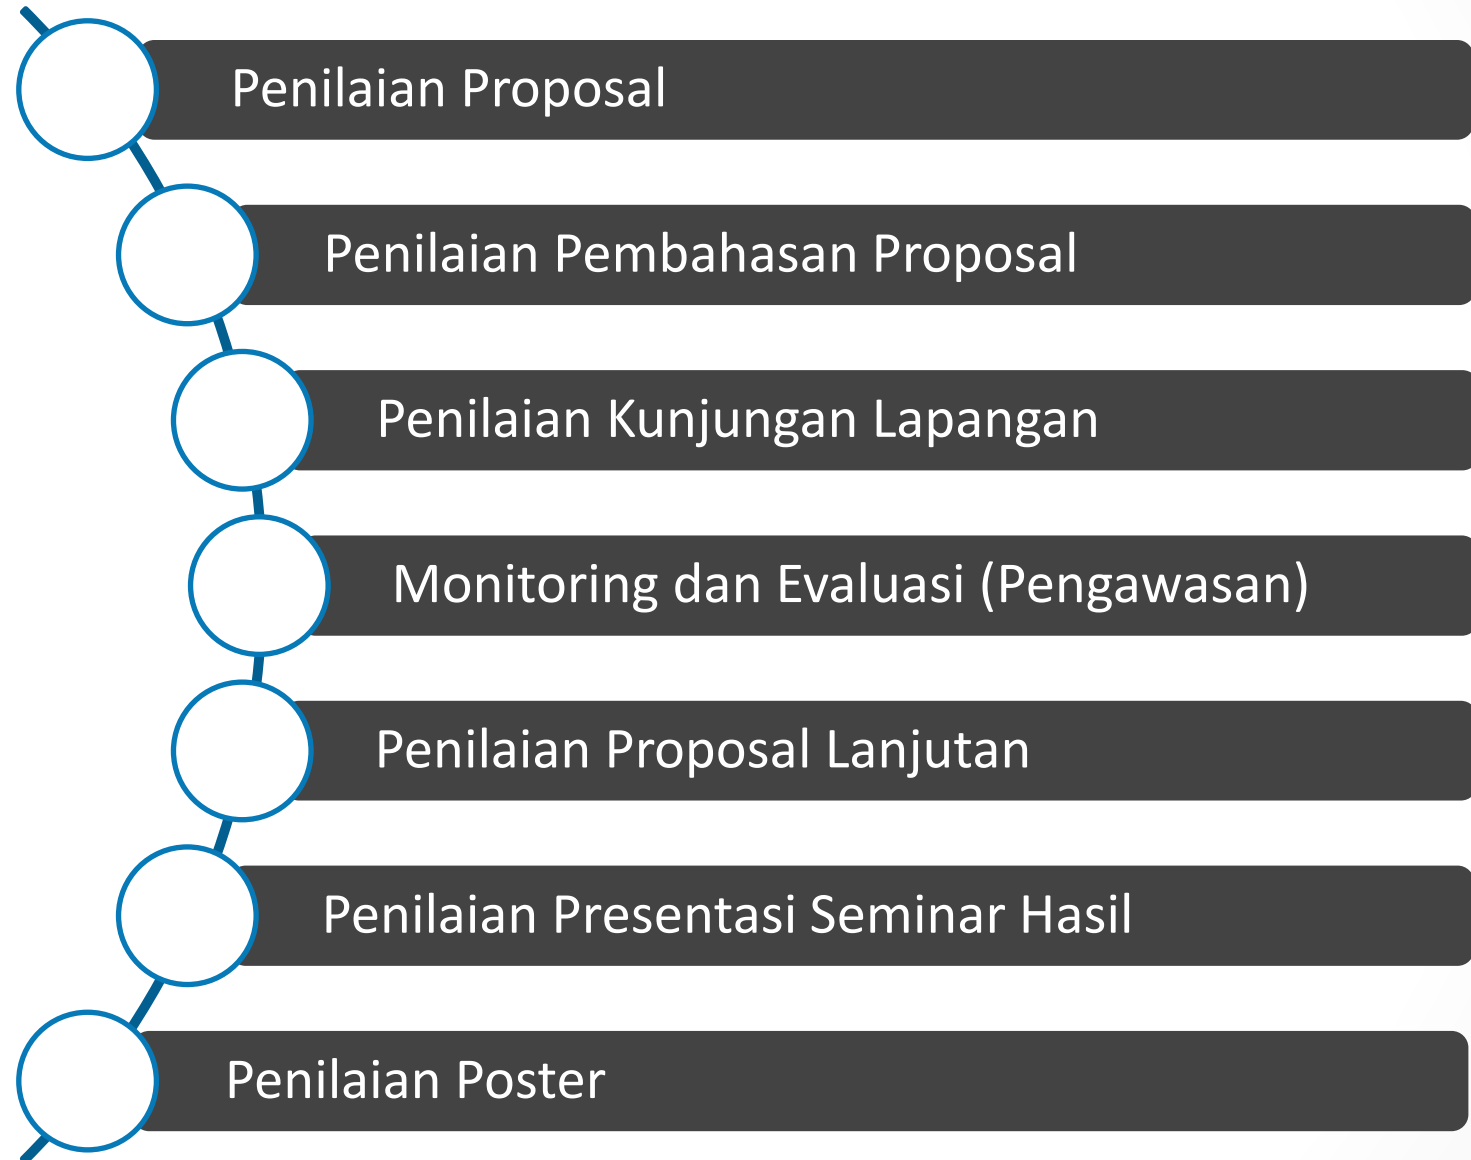 Penilaian Proposal
Penilaian Pembahasan Proposal
Penilaian Kunjungan Lapangan
Monitoring dan Evaluasi (Pengawasan)
Penilaian Proposal Lanjutan
Penilaian Presentasi Seminar Hasil
Penilaian Poster